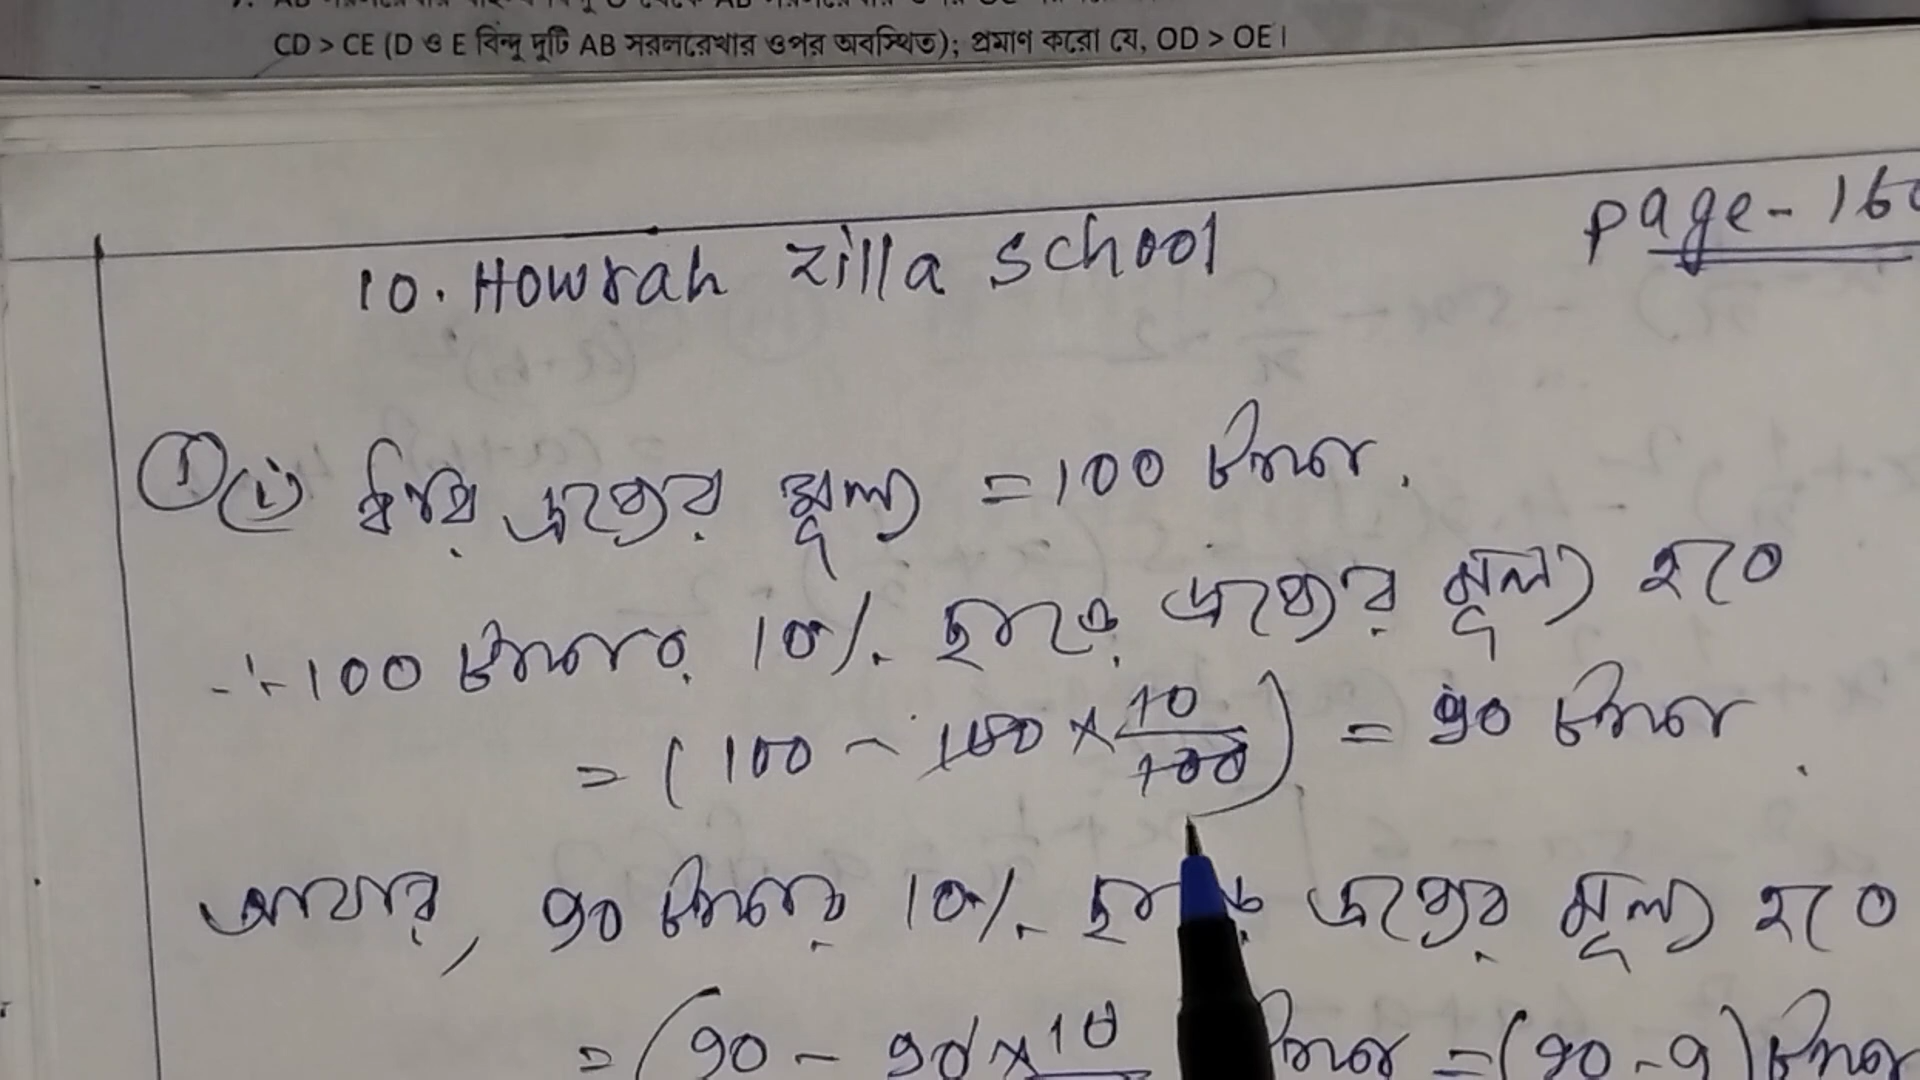 CD > CE (D ও E বিন্দু দুটি AB সরলরেখার ওপর অবস্থিত); প্রমাণ করো যে, OD > OE।
10. Howrah Zilla School
Page - 16
① (i) ধরি দ্রব্যের মূল্য = 100 টাকা.
∴ 100 টাকার 10% ছাড়ে দ্রব্যের মূল্য হবে
= (100 - 100 × 10/100) = 90 টাকা
আবার, 90 টাকার 10% ছাড়ে দ্রব্যের মূল্য হবে
= (90 - 90 × 10 টাকা = (90 - 9) টাকা